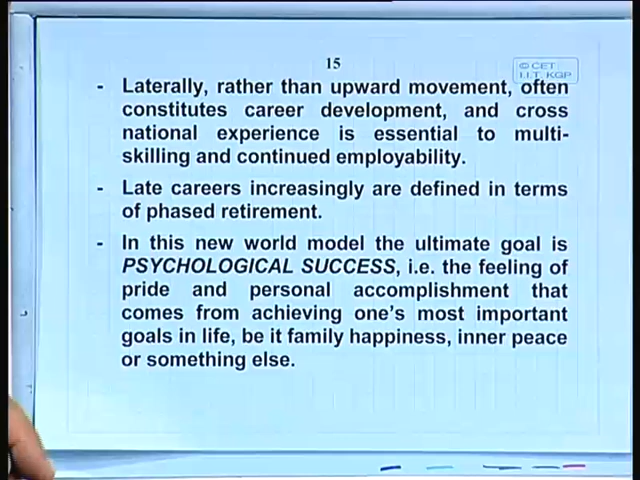 15
© CET
I.I.T. KGP
- Laterally, rather than upward movement, often
constitutes career development, and cross
national experience is essential to multi-
skilling and continued employability.
- Late careers increasingly are defined in terms
of phased retirement.
- In this new world model the ultimate goal is
PSYCHOLOGICAL SUCCESS, i.e. the feeling of
pride and personal accomplishment that
comes from achieving one's most important
goals in life, be it family happiness, inner peace
or something else.